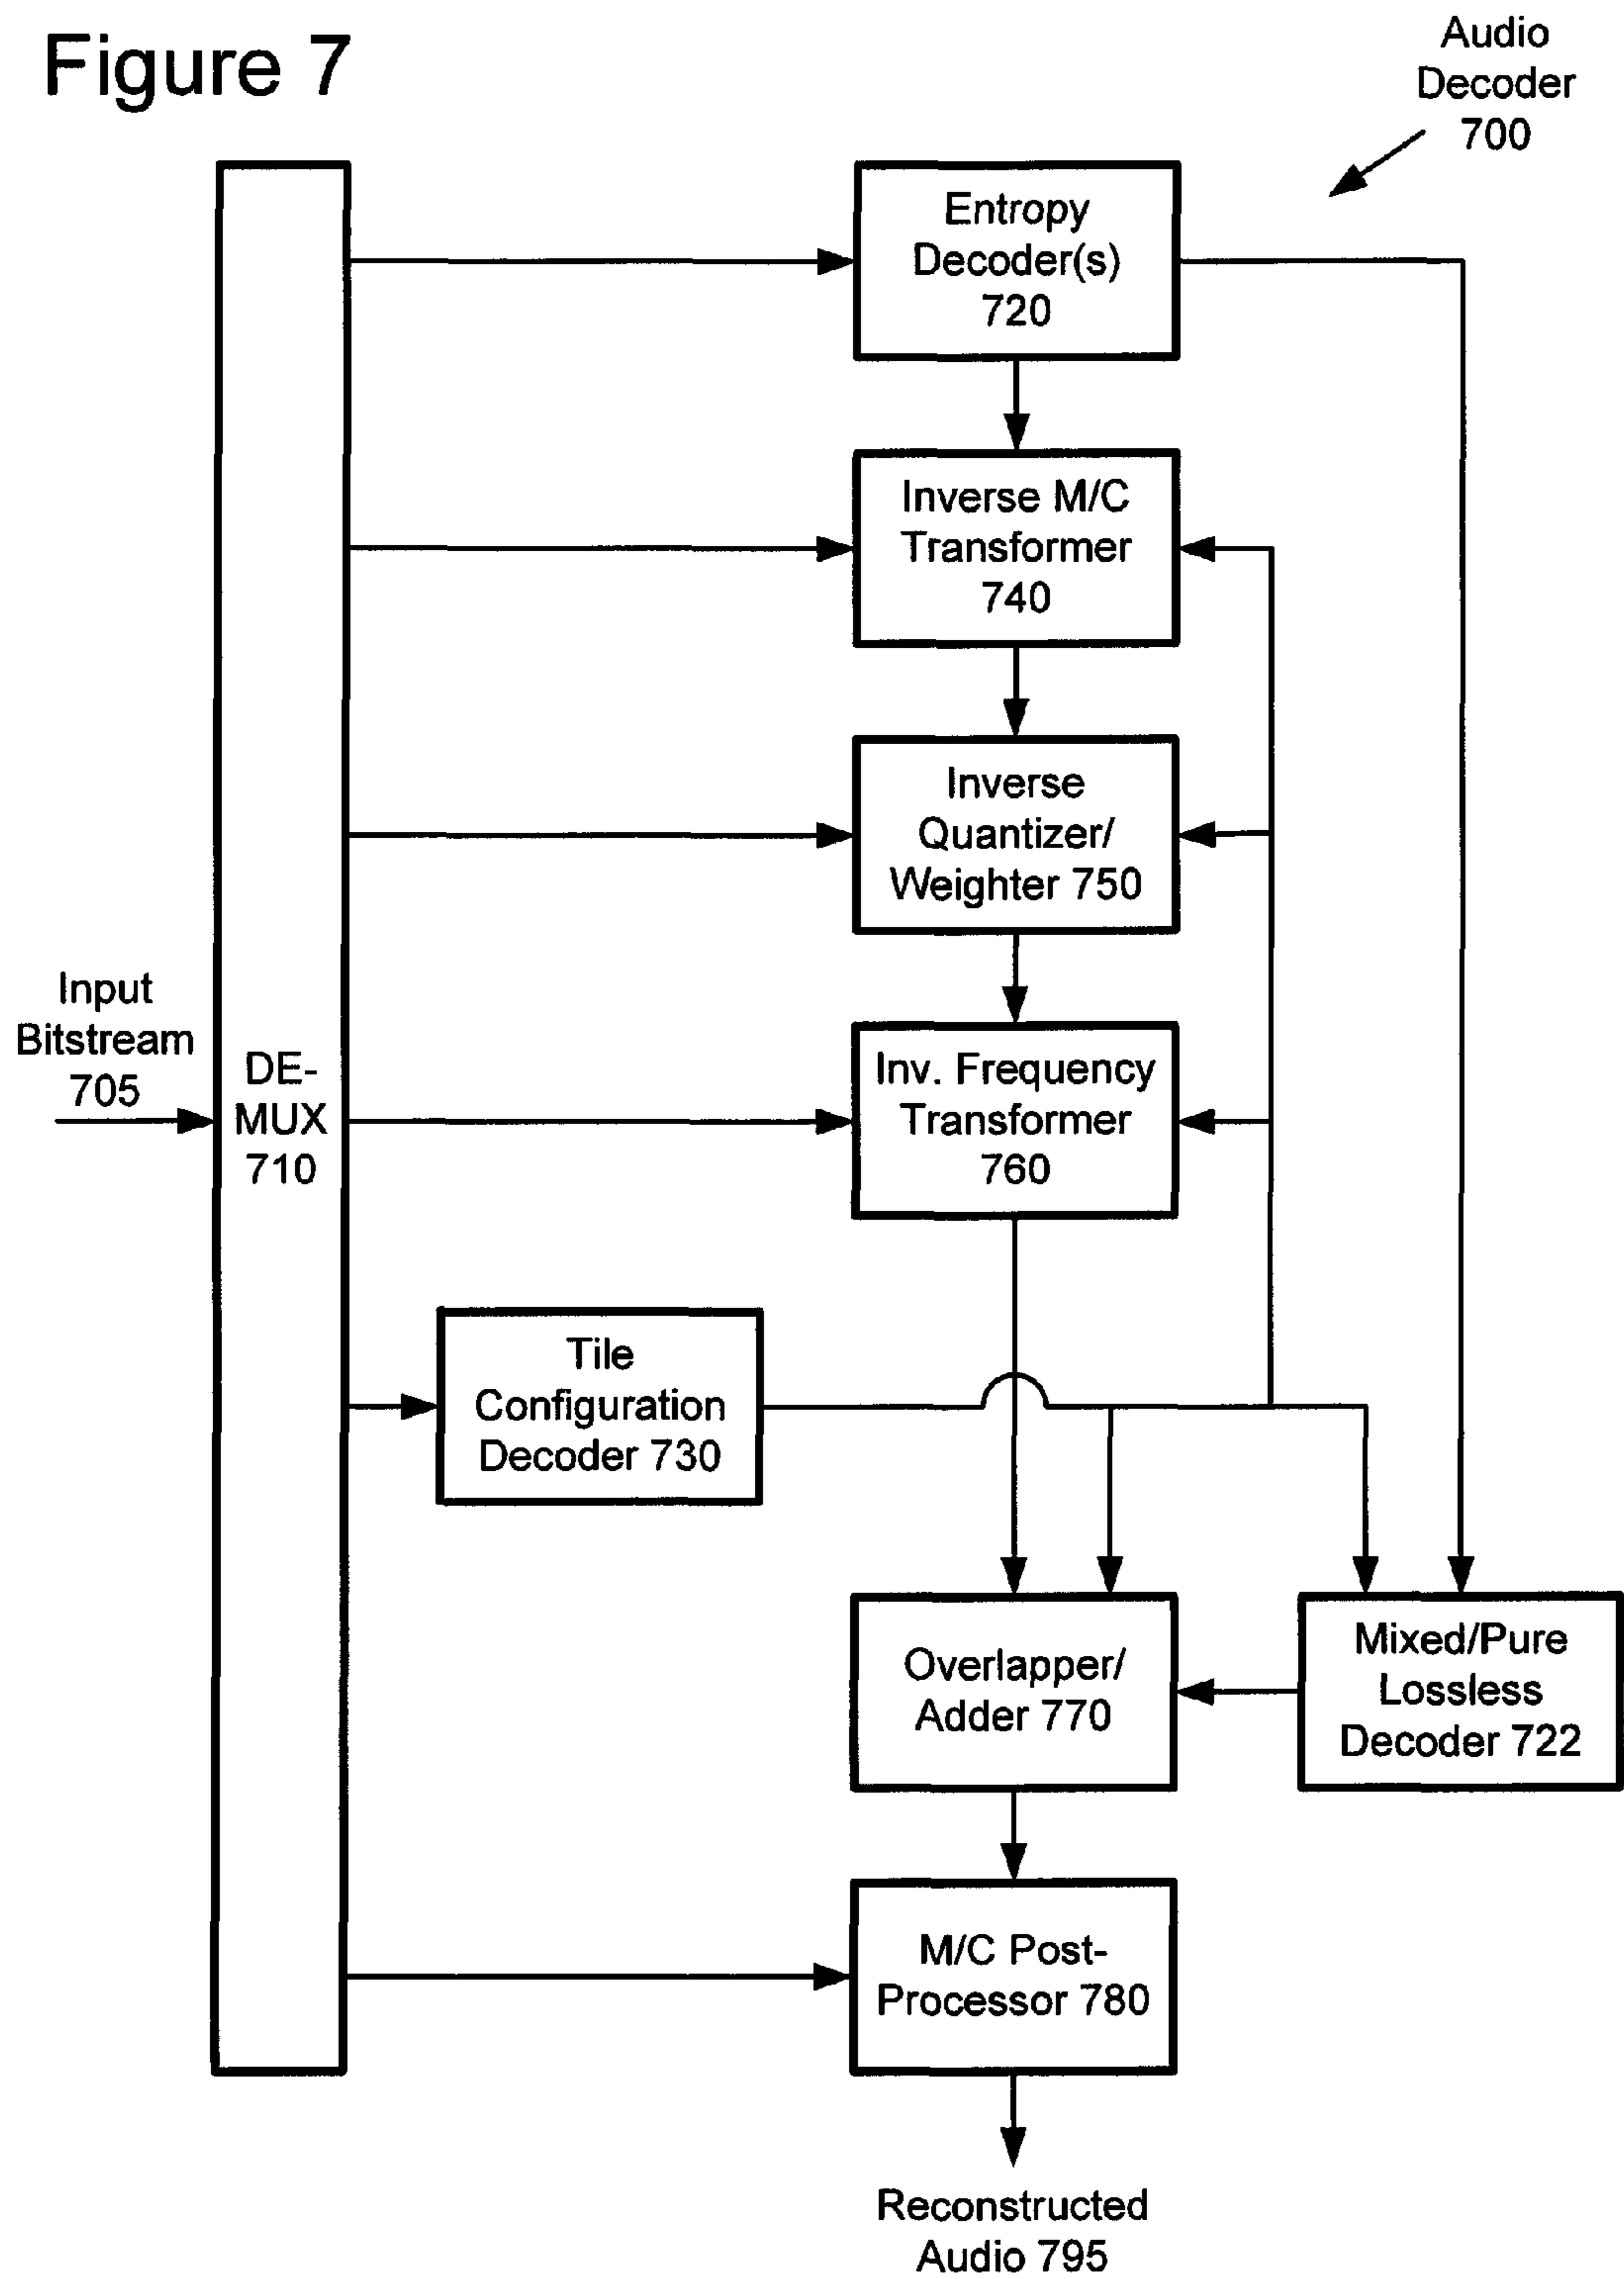 Figure 7
Audio
Decoder
700
Entropy
Decoder(s)
720
Inverse M/C
Transformer
740
Inverse
Quantizer/
Weighter 750
Input
Bitstream
705
DE-
MUX
710
Inv. Frequency
Transformer
760
Tile
Configuration
Decoder 730
Overlapper/
Adder 770
Mixed/Pure
Lossless
Decoder 722
M/C Post-
Processor 780
Reconstructed
Audio 795